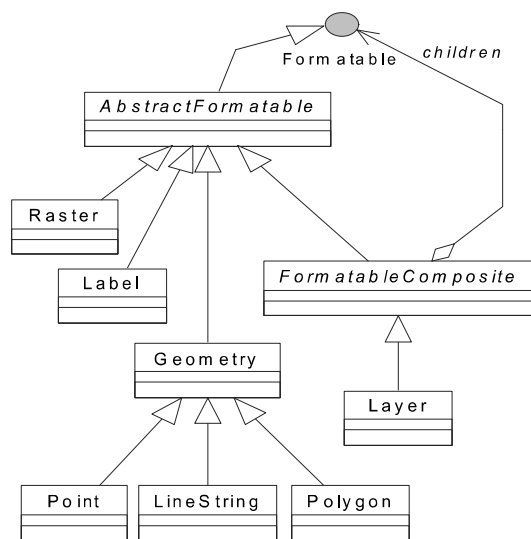 children
Formatable
AbstractFormatable
Raster
Label
FormatableComposite
Geometry
Layer
Point
LineString
Polygon